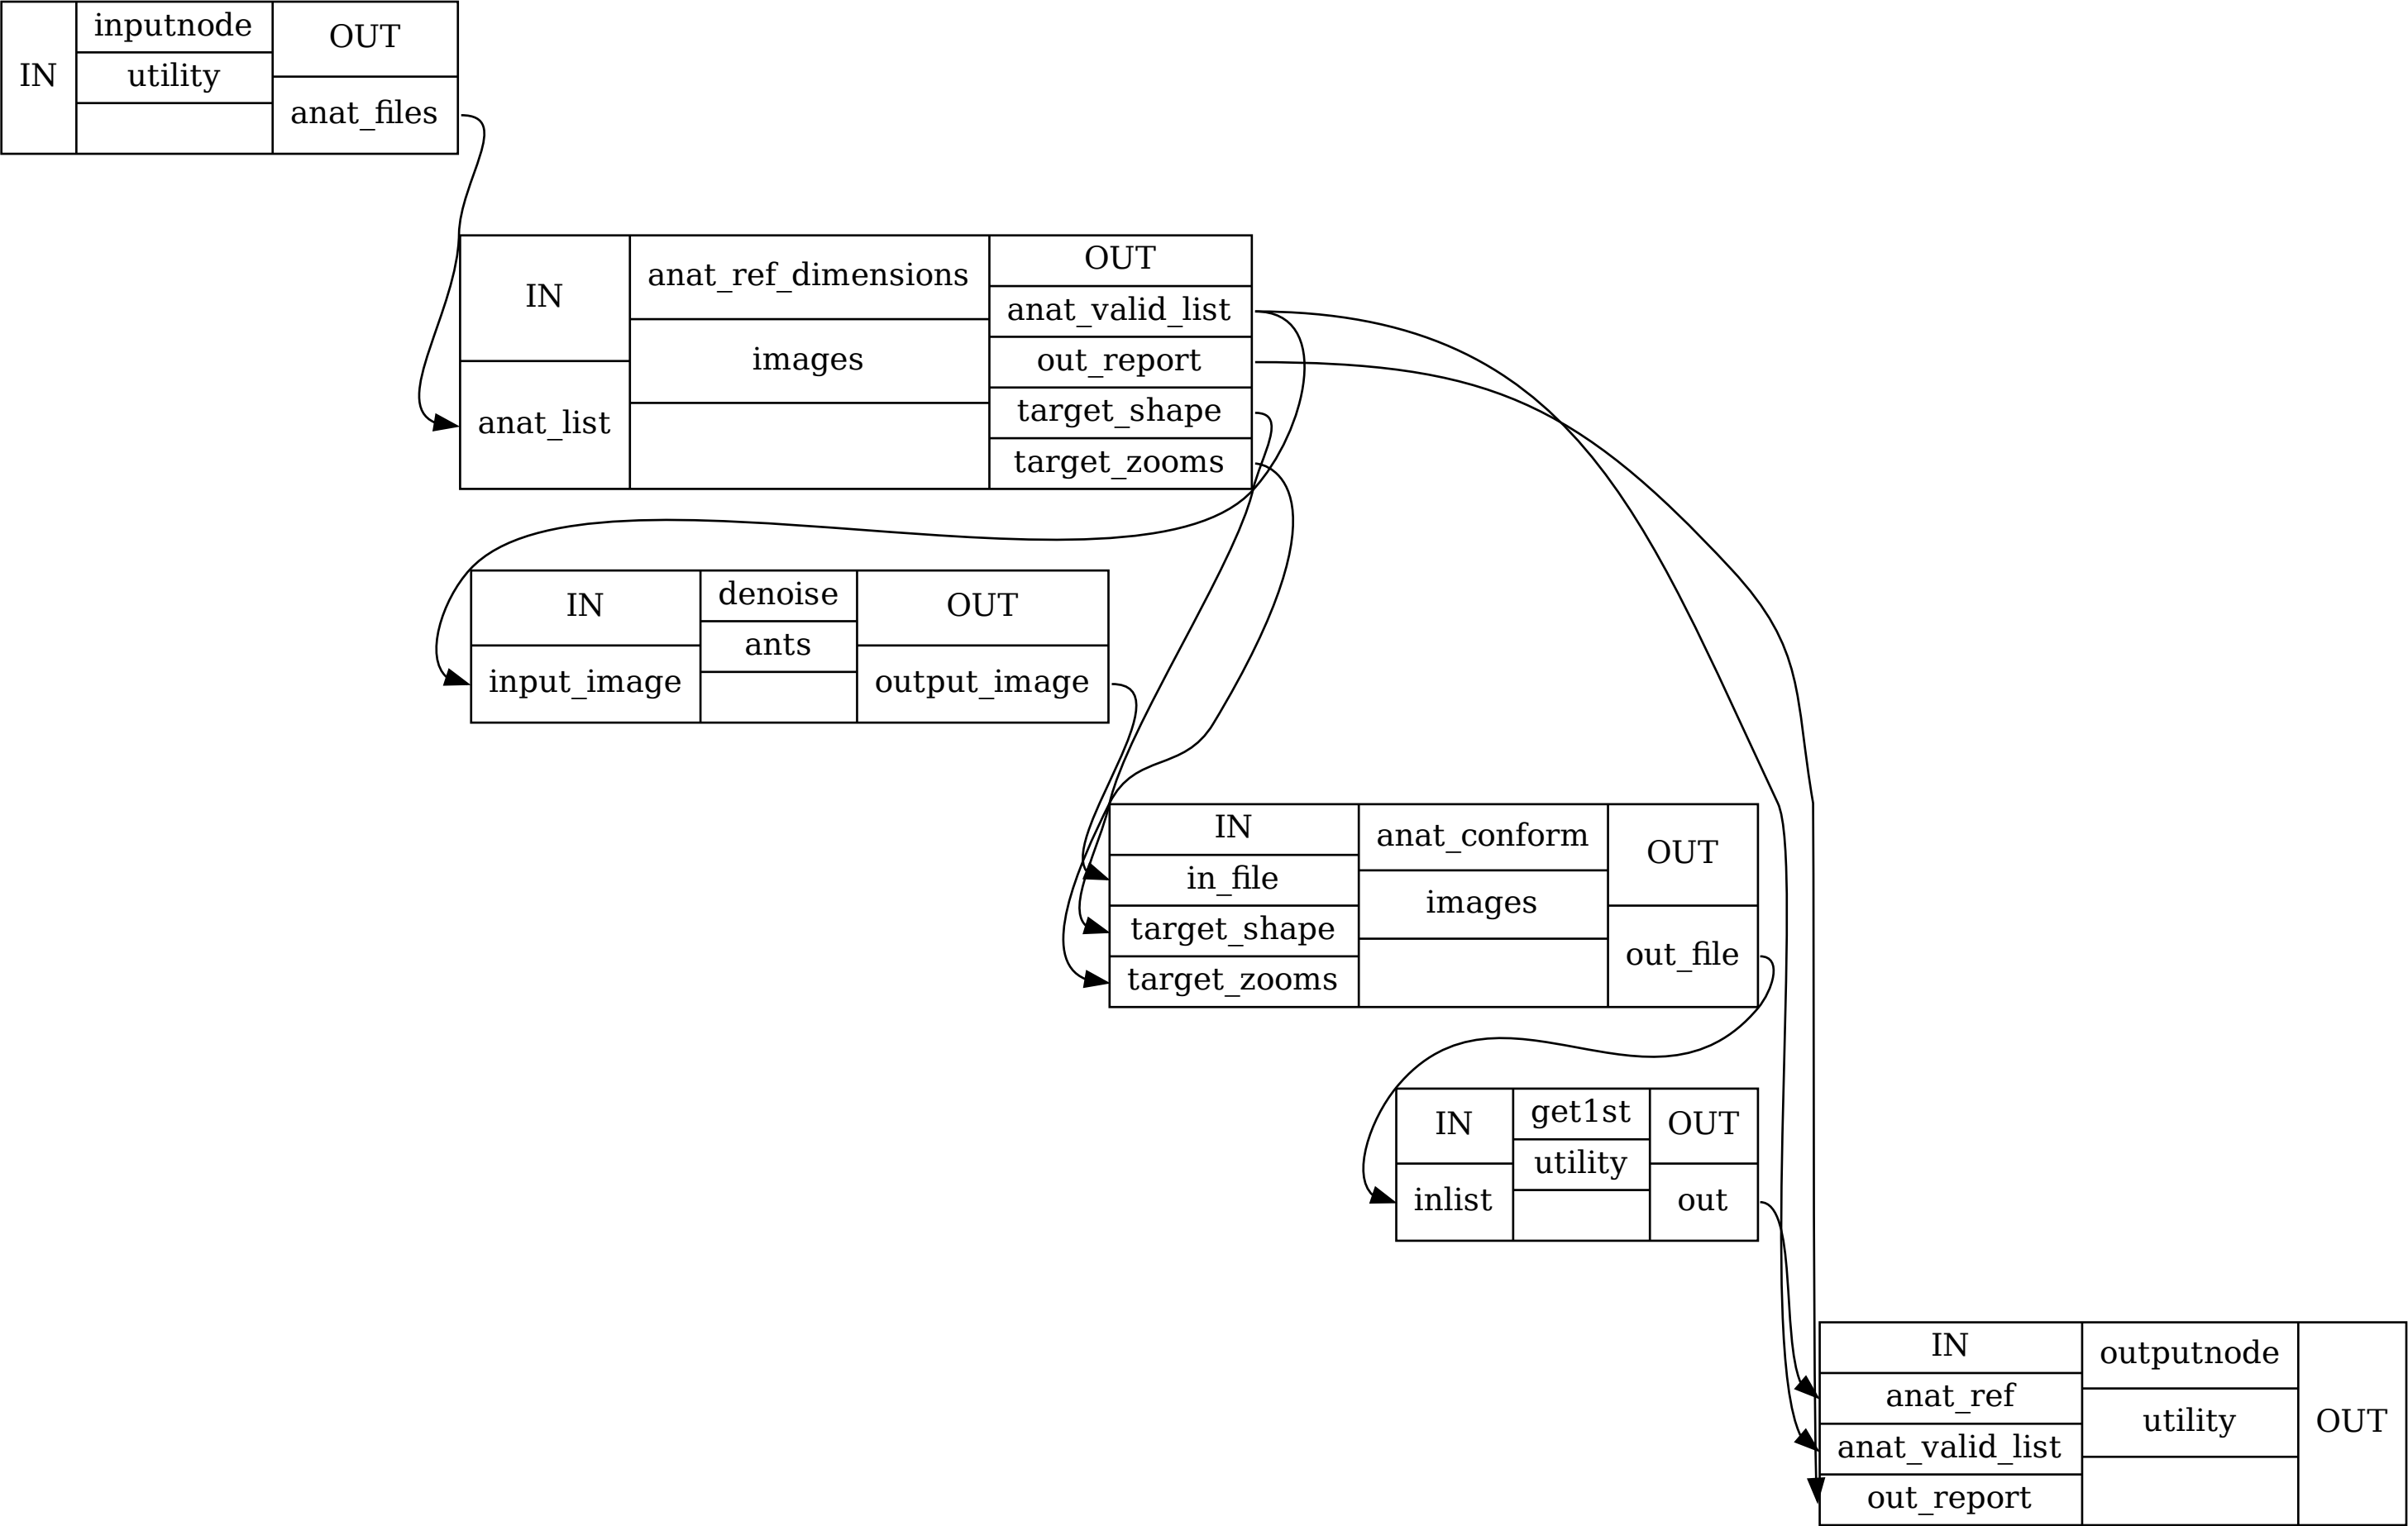 IN
inputnode
utility
OUT
anat_files
IN
anat_list
anat_ref_dimensions
images
OUT
anat_valid_list
out_report
target_shape
target_zooms
IN
input_image
denoise
ants
OUT
output_image
IN
in_file
target_shape
target_zooms
anat_conform
images
OUT
out_file
IN
inlist
get1st
utility
OUT
out
IN
anat_ref
anat_valid_list
out_report
outputnode
utility
OUT